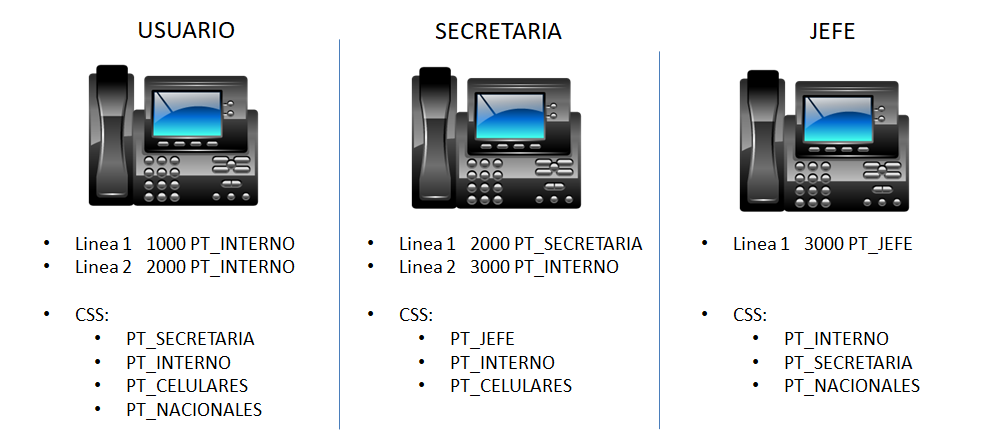 USUARIO
Linea 1 1000 PT_INTERNO
Linea 2 2000 PT_INTERNO
CSS:
PT_SECRETARIA
PT_INTERNO
PT_CELULARES
PT_NACIONALES
SECRETARIA
Linea 1 2000 PT_SECRETARIA
Linea 2 3000 PT_INTERNO
CSS:
PT_JEFE
PT_INTERNO
PT_CELULARES
JEFE
Linea 1 3000 PT_JEFE
CSS:
PT_INTERNO
PT_SECRETARIA
PT_NACIONALES